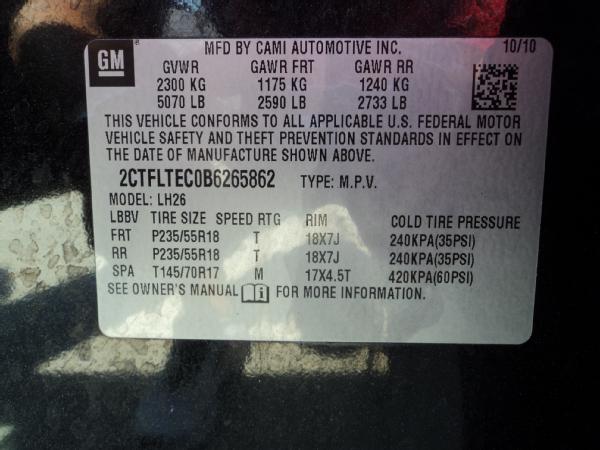 GM
MFD BY CAMI AUTOMOTIVE INC. 10/10
GVWR GAWR FRT GAWR RR
2300 KG 1175 KG 1240 KG
5070 LB 2590 LB 2733 LB
THIS VEHICLE CONFORMS TO ALL APPLICABLE U.S. FEDERAL MOTOR
VEHICLE SAFETY AND THEFT PREVENTION STANDARDS IN EFFECT ON
THE DATE OF MANUFACTURE SHOWN ABOVE.
2CTFLTEC0B6265862 TYPE: M.P.V.
MODEL: LH26
LBBV TIRE SIZE SPEED RTG RIM COLD TIRE PRESSURE
FRT P235/55R18 T 18X7J 240KPA(35PSI)
RR P235/55R18 T 18X7J 240KPA(35PSI)
SPA T145/70R17 M 17X4.5T 420KPA(60PSI)
SEE OWNER'S MANUAL FOR MORE INFORMATION.